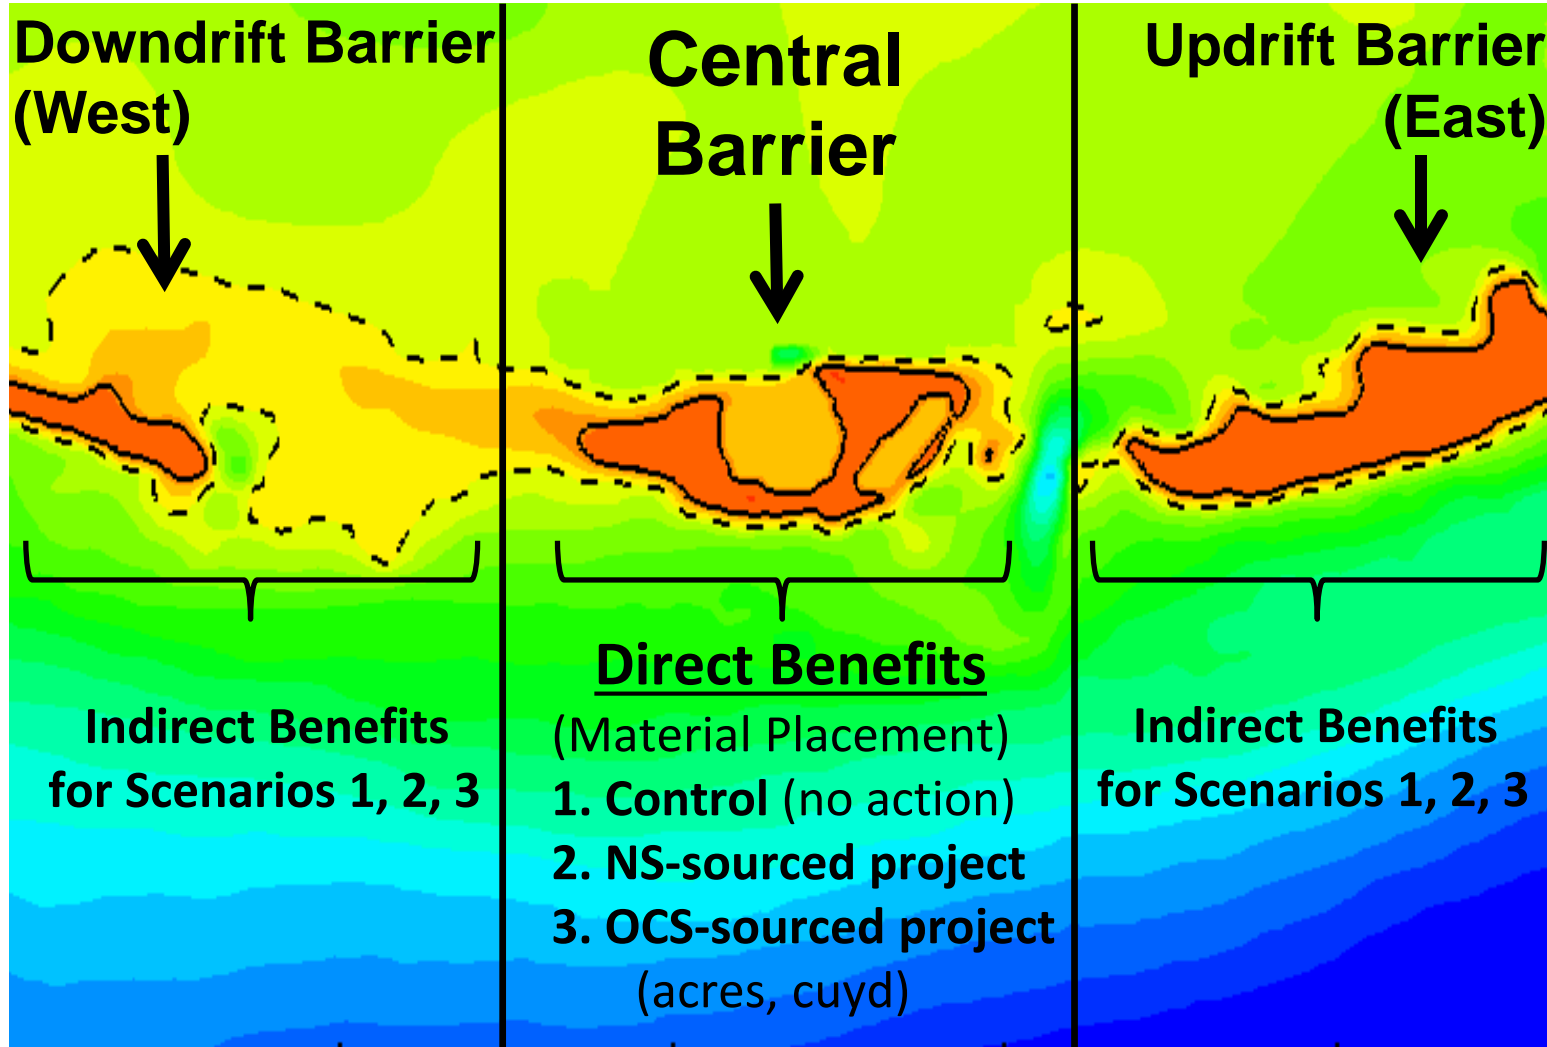 Downdrift Barrier
(West)
Central
Barrier
Updrift Barrier
(East)
Indirect Benefits
for Scenarios 1, 2, 3
Direct Benefits
(Material Placement)
1. Control (no action)
2. NS-sourced project
3. OCS-sourced project
(acres, cuyd)
Indirect Benefits
for Scenarios 1, 2, 3